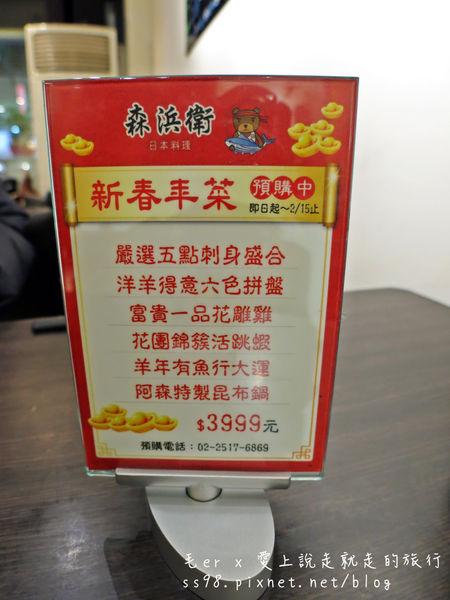 森浜衛
日本料理
新春年菜 預購中
即日起～2/15止
嚴選五點刺身盛合
洋羊得意六色拼盤
富貴一品花雕雞
花團錦簇活跳蝦
羊年有魚行大運
阿森特製昆布鍋
$3999元
預購電話：02-2517-6869
毛er x 愛上說走就走的旅行
ss98.pixnet.net/blog